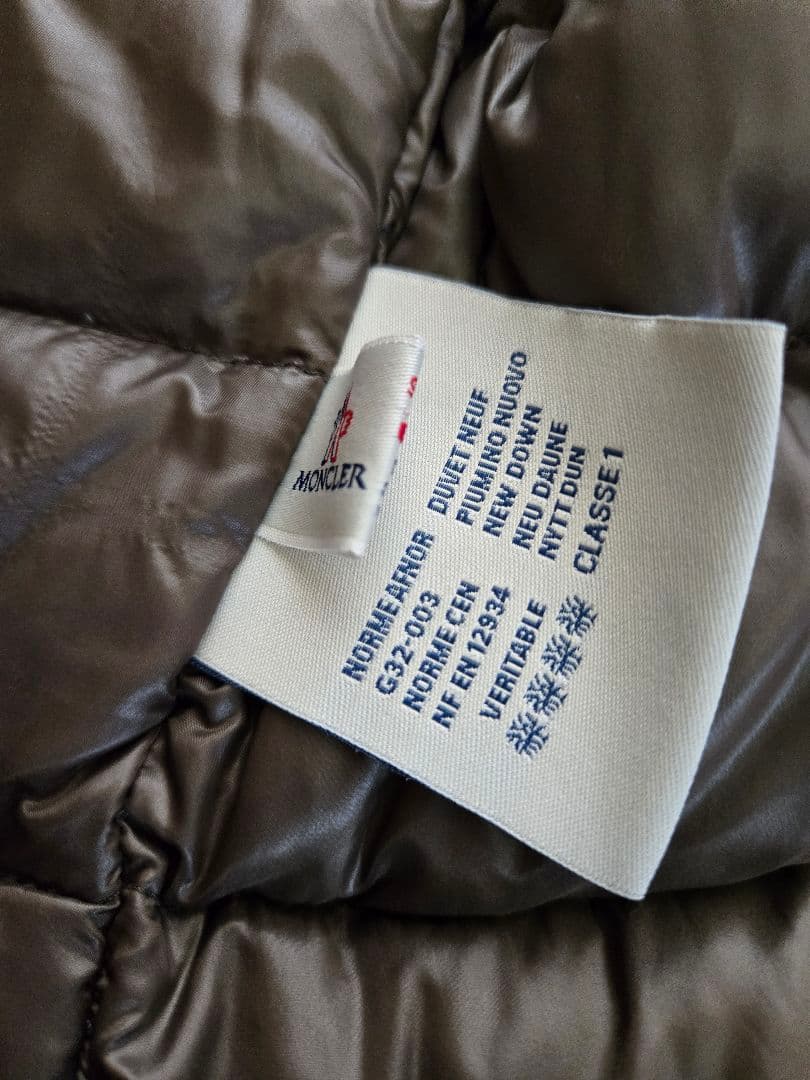 MONCLER
DUVET NEUF
PIUMINO NUOVO
NEW DOWN
NEU DAUNE
NYTT DUN
CLASSE 1
NORME AFNOR
G32-003
NORME CEN
NF EN 12934
VERITABLE